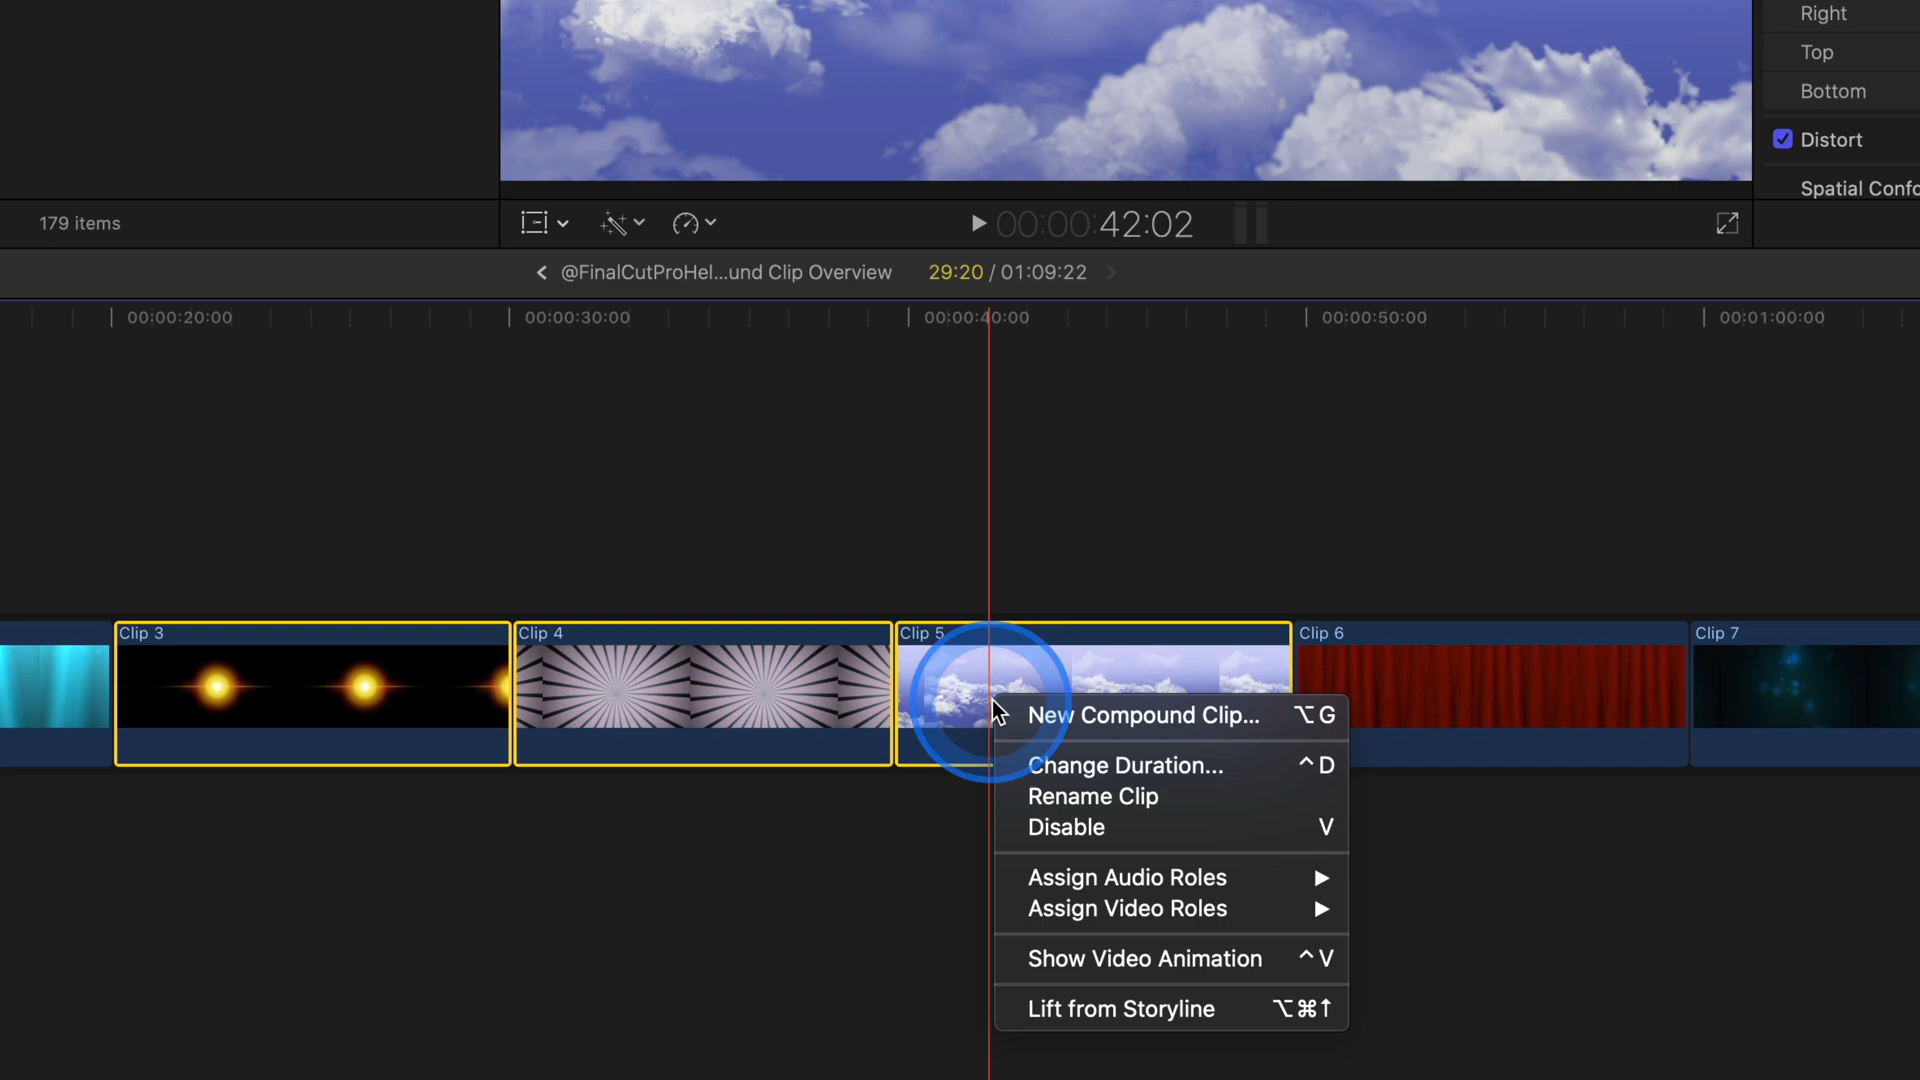 Right
Top
Bottom
Distort
Spatial Confo
179 items
00:00:42:02
@FinalCutProHel...und Clip Overview 29:20 / 01:09:22
00:00:20:00 00:00:30:00 00:00:40:00 00:00:50:00 00:01:00:00
Clip 3 Clip 4 Clip 5 Clip 6 Clip 7
New Compound Clip... ⌥G
Change Duration... ^D
Rename Clip
Disable V
Assign Audio Roles
Assign Video Roles
Show Video Animation ^V
Lift from Storyline ⌥⌘↑